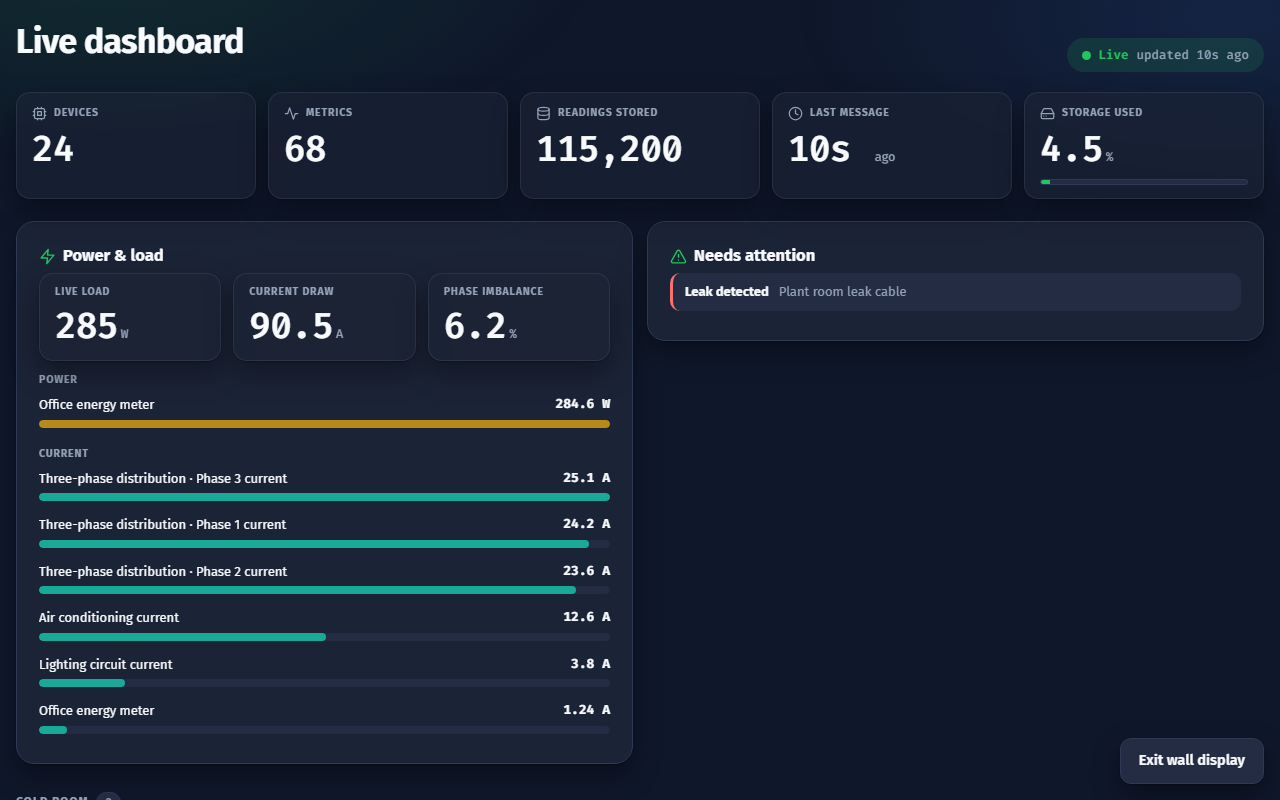 Live dashboard
Live updated 10s ago
DEVICES
24
METRICS
68
READINGS STORED
115,200
LAST MESSAGE
10s ago
STORAGE USED
4.5%
Power & load
LIVE LOAD
285W
CURRENT DRAW
90.5A
PHASE IMBALANCE
6.2%
POWER
Office energy meter 284.6 W
CURRENT
Three-phase distribution · Phase 3 current 25.1 A
Three-phase distribution · Phase 1 current 24.2 A
Three-phase distribution · Phase 2 current 23.6 A
Air conditioning current 12.6 A
Lighting circuit current 3.8 A
Office energy meter 1.24 A
Needs attention
Leak detected Plant room leak cable
Exit wall display
COLD ROOM